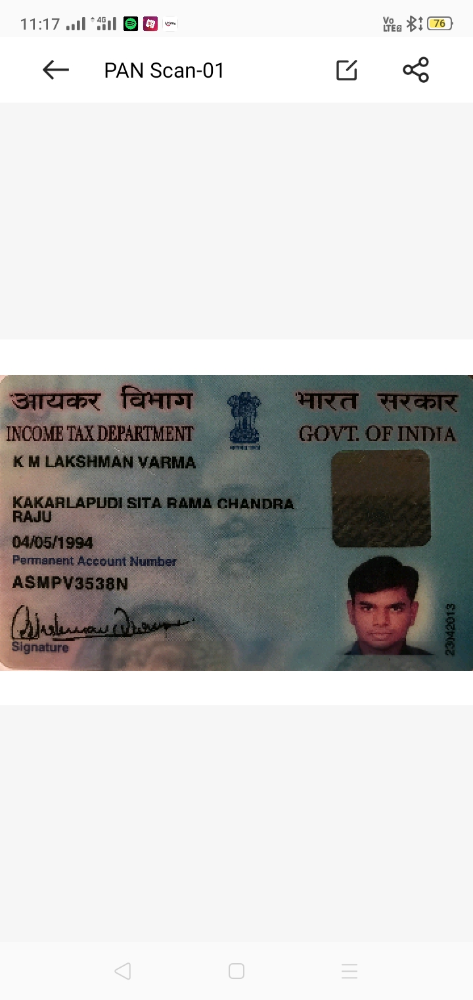 11:17
4G
Vo
LTE2
76
PAN Scan-01
आयकर विभाग
भारत सरकार
INCOME TAX DEPARTMENT
GOVT. OF INDIA
K M LAKSHMAN VARMA
KAKARLAPUDI SITA RAMA CHANDRA
RAJU
04/05/1994
Permanent Account Number
ASMPV3538N
Signature
23042013